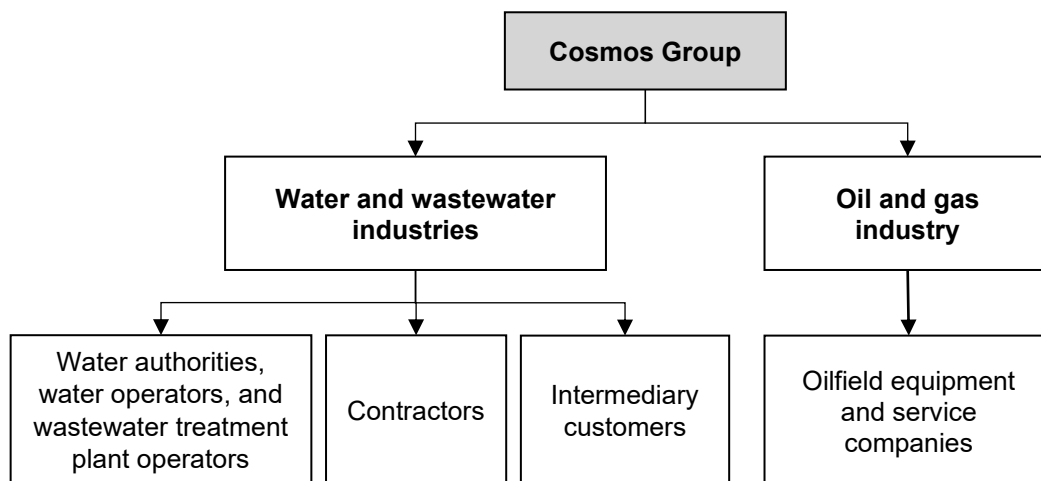 Cosmos Group
Water and wastewater
industries
Oil and gas
industry
Water authorities,
water operators, and
wastewater treatment
plant operators
Contractors
Intermediary
customers
Oilfield equipment
and service
companies